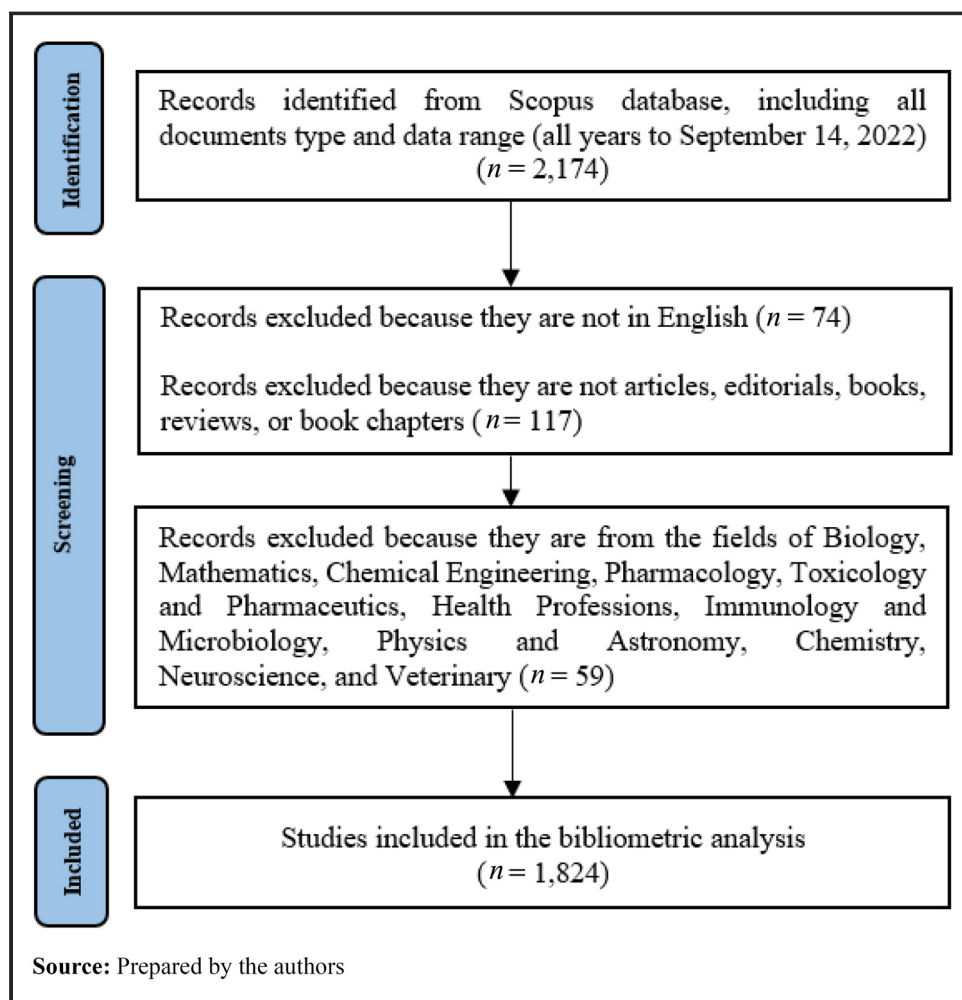 Identification
Records identified from Scopus database, including all
documents type and data range (all years to September 14, 2022)
(n = 2,174)
Screening
Records excluded because they are not in English (n = 74)
Records excluded because they are not articles, editorials, books,
reviews, or book chapters (n = 117)
Records excluded because they are from the fields of Biology,
Mathematics, Chemical Engineering, Pharmacology, Toxicology
and Pharmaceutics, Health Professions, Immunology and
Microbiology, Physics and Astronomy, Chemistry,
Neuroscience, and Veterinary (n = 59)
Included
Studies included in the bibliometric analysis
(n = 1,824)
Source: Prepared by the authors